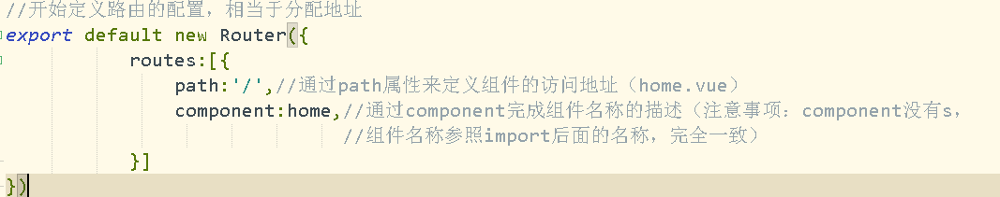 //开始定义路由的配置，相当于分配地址
export default new Router({
routes:[{
path:'/',//通过path属性来定义组件的访问地址（home.vue）
component:home,//通过component完成组件名称的描述（注意事项：component没有s，
//组件名称参照import后面的名称，完全一致）
}]
})